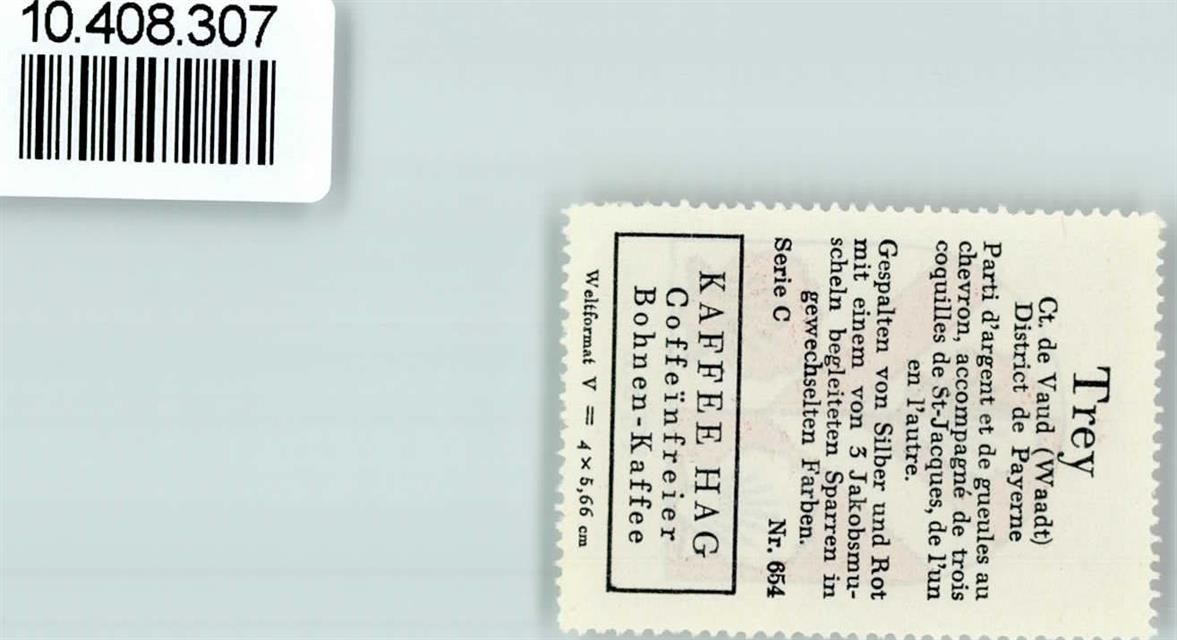 10.408.307
Trey
Ct. de Vaud (Waadt)
District de Payerne
Parti d'argent et de gueules au
chevron, accompagné de trois
coquilles de St-Jacques, de l'un
en l'autre.
Gespalten von Silber und Rot
mit einem von 3 Jakobsmu-
scheln begleiteten Sparren in
gewechselten Farben.
Serie C Nr. 654
KAFFEE HAG
Coffeïnfreier
Bohnen-Kaffee
Weltformat V = 4 × 5,66 cm